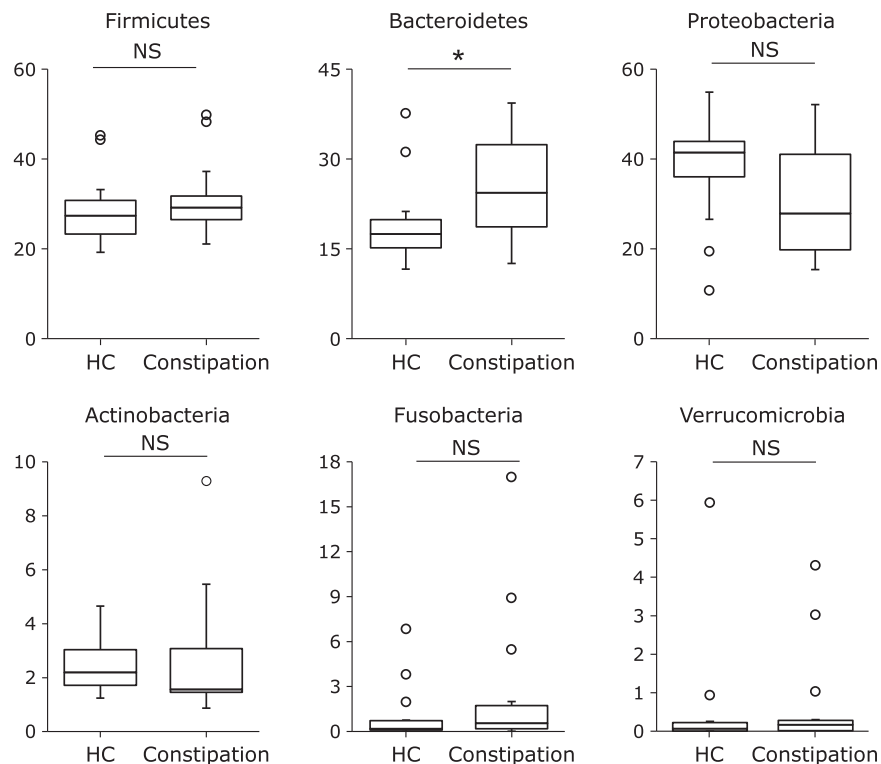 Firmicutes
NS
60
40
20
0
HC Constipation
Bacteroidetes
*
45
30
15
0
HC Constipation
Proteobacteria
NS
60
40
20
0
HC Constipation
Actinobacteria
NS
10
8
6
4
2
0
HC Constipation
Fusobacteria
NS
18
15
12
9
6
3
0
HC Constipation
Verrucomicrobia
NS
7
6
5
4
3
2
1
0
HC Constipation